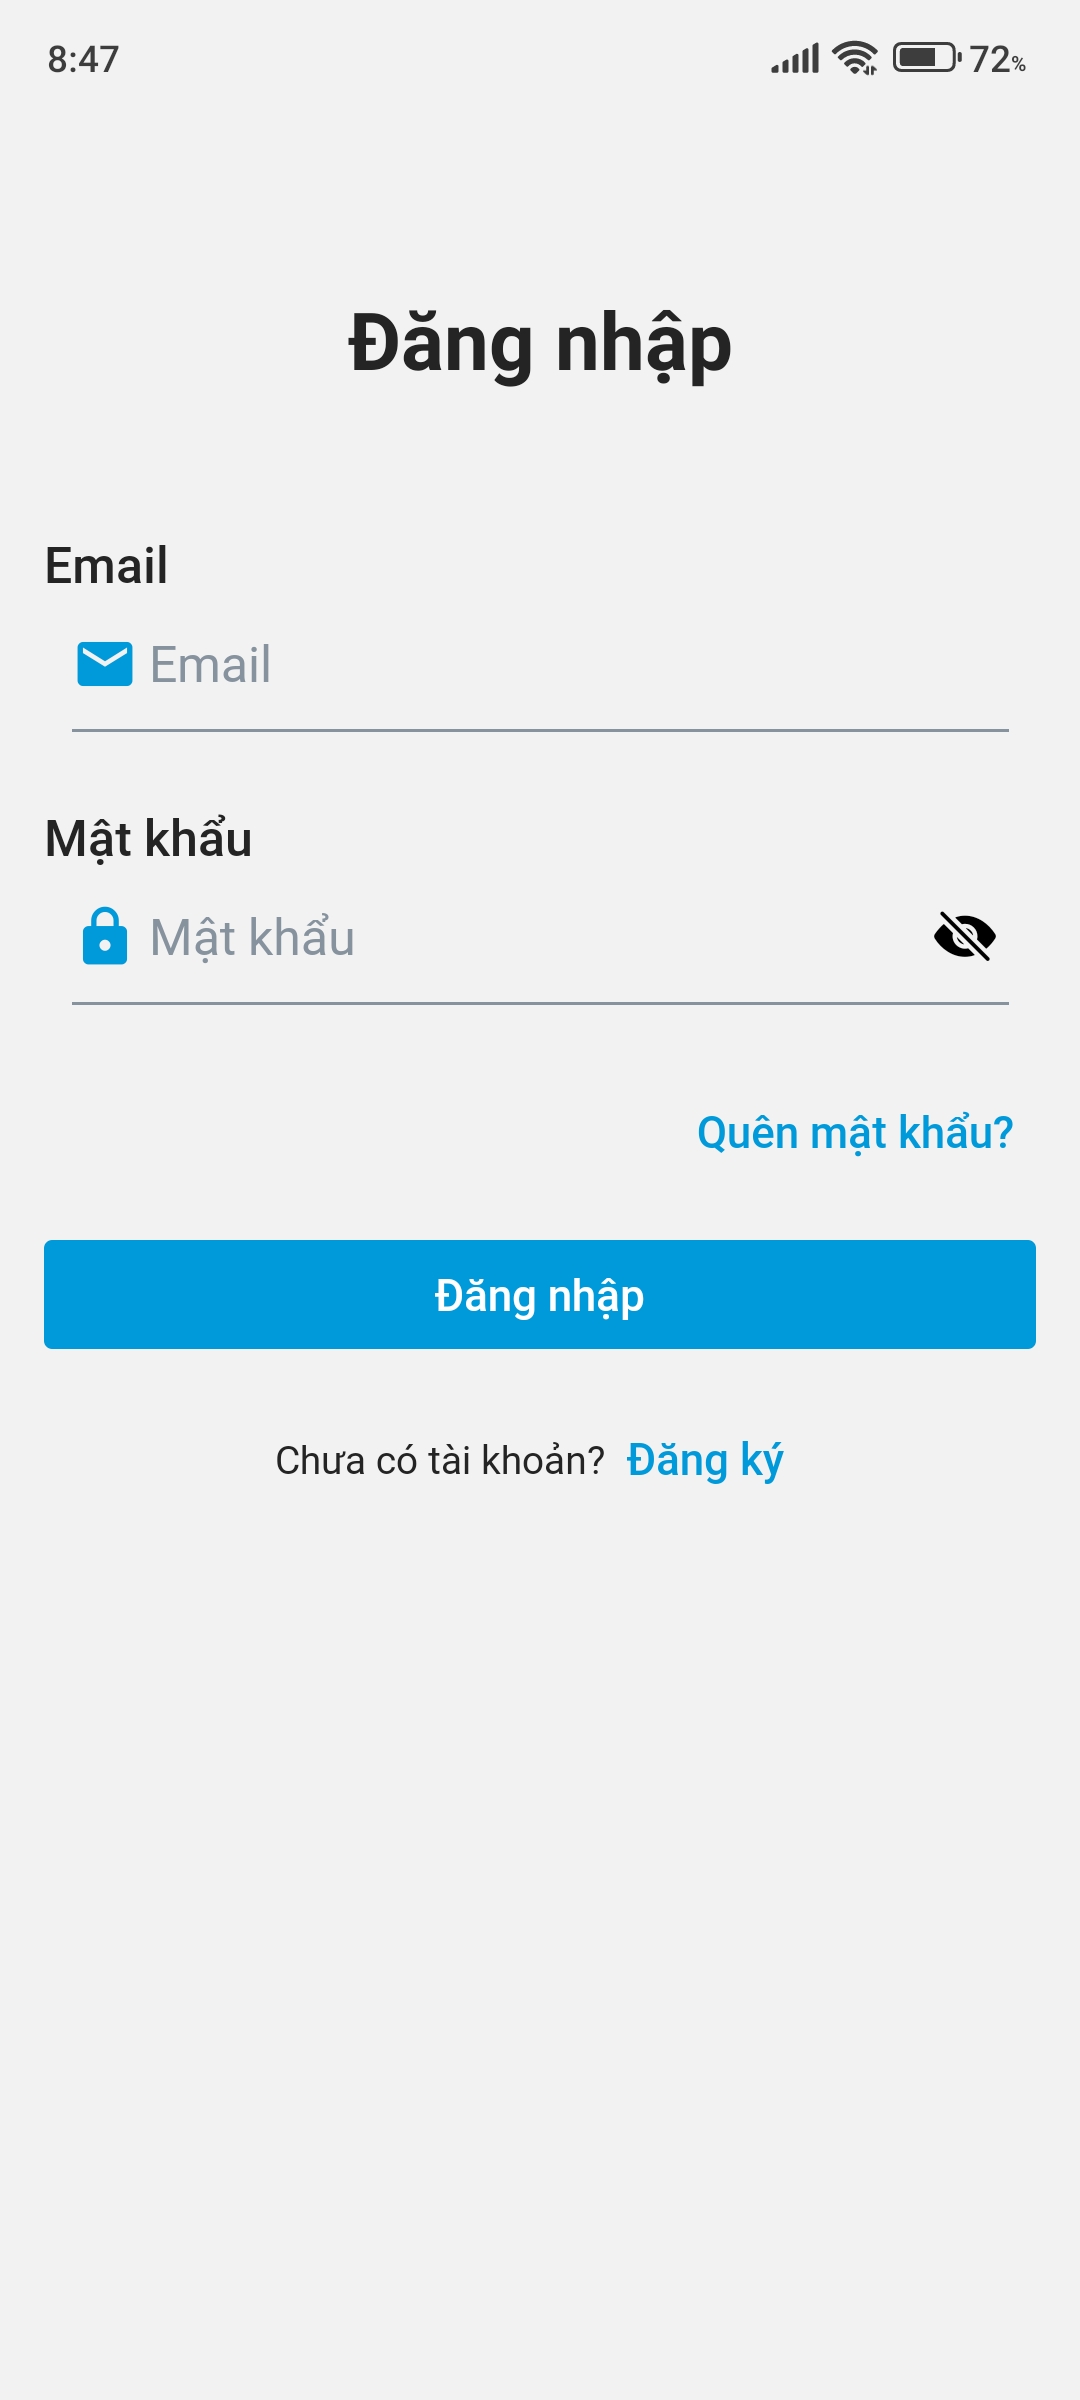 8:47
72%
Đăng nhập
Email
Email
Mật khẩu
Mật khẩu
Quên mật khẩu?
Đăng nhập
Chưa có tài khoản? Đăng ký